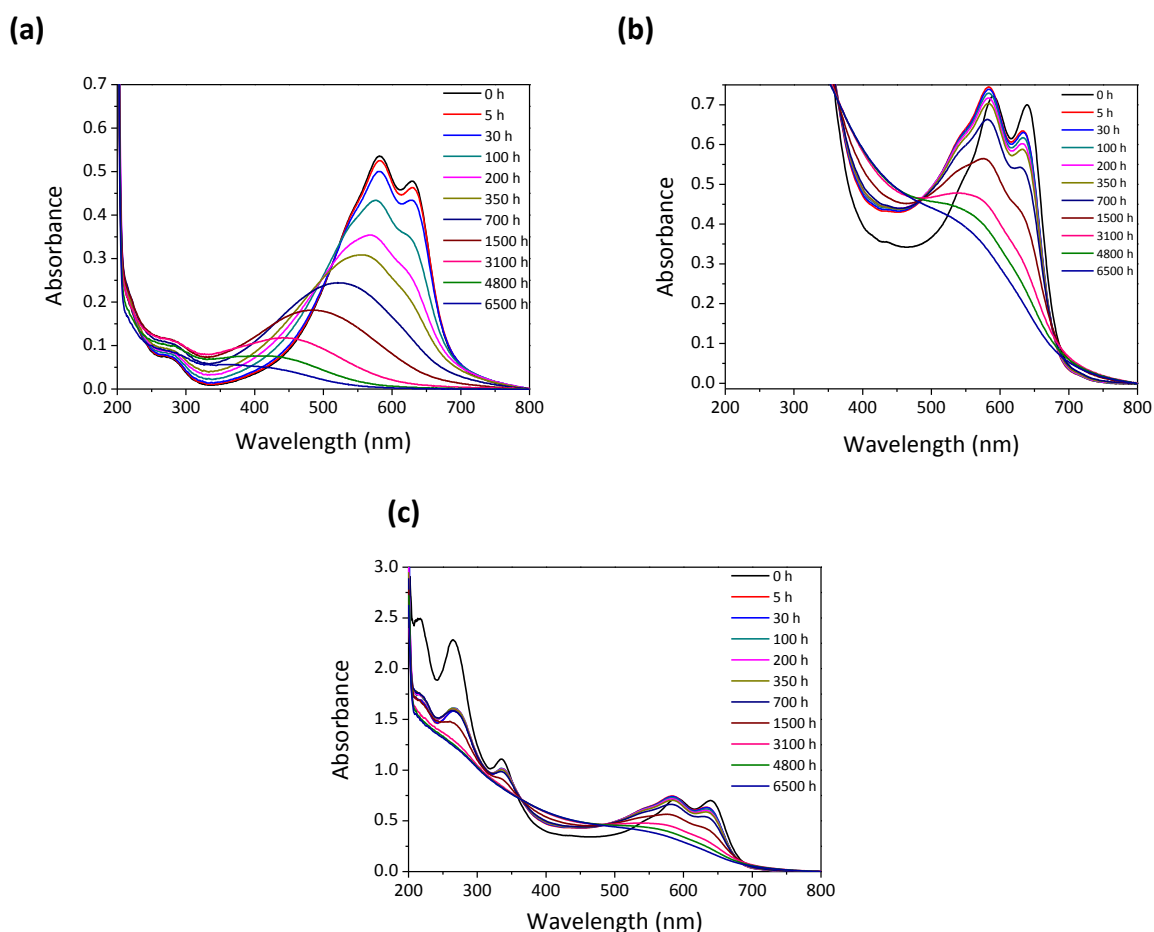 (a)
0.7
0.6
0.5
0.4
0.3
0.2
0.1
0.0
Absorbance
200 300 400 500 600 700 800
Wavelength (nm)
0 h
5 h
30 h
100 h
200 h
350 h
700 h
1500 h
3100 h
4800 h
6500 h
(b)
0.7
0.6
0.5
0.4
0.3
0.2
0.1
0.0
Absorbance
200 300 400 500 600 700 800
Wavelength (nm)
0 h
5 h
30 h
100 h
200 h
350 h
700 h
1500 h
3100 h
4800 h
6500 h
(c)
3.0
2.5
2.0
1.5
1.0
0.5
0.0
Absorbance
200 300 400 500 600 700 800
Wavelength (nm)
0 h
5 h
30 h
100 h
200 h
350 h
700 h
1500 h
3100 h
4800 h
6500 h